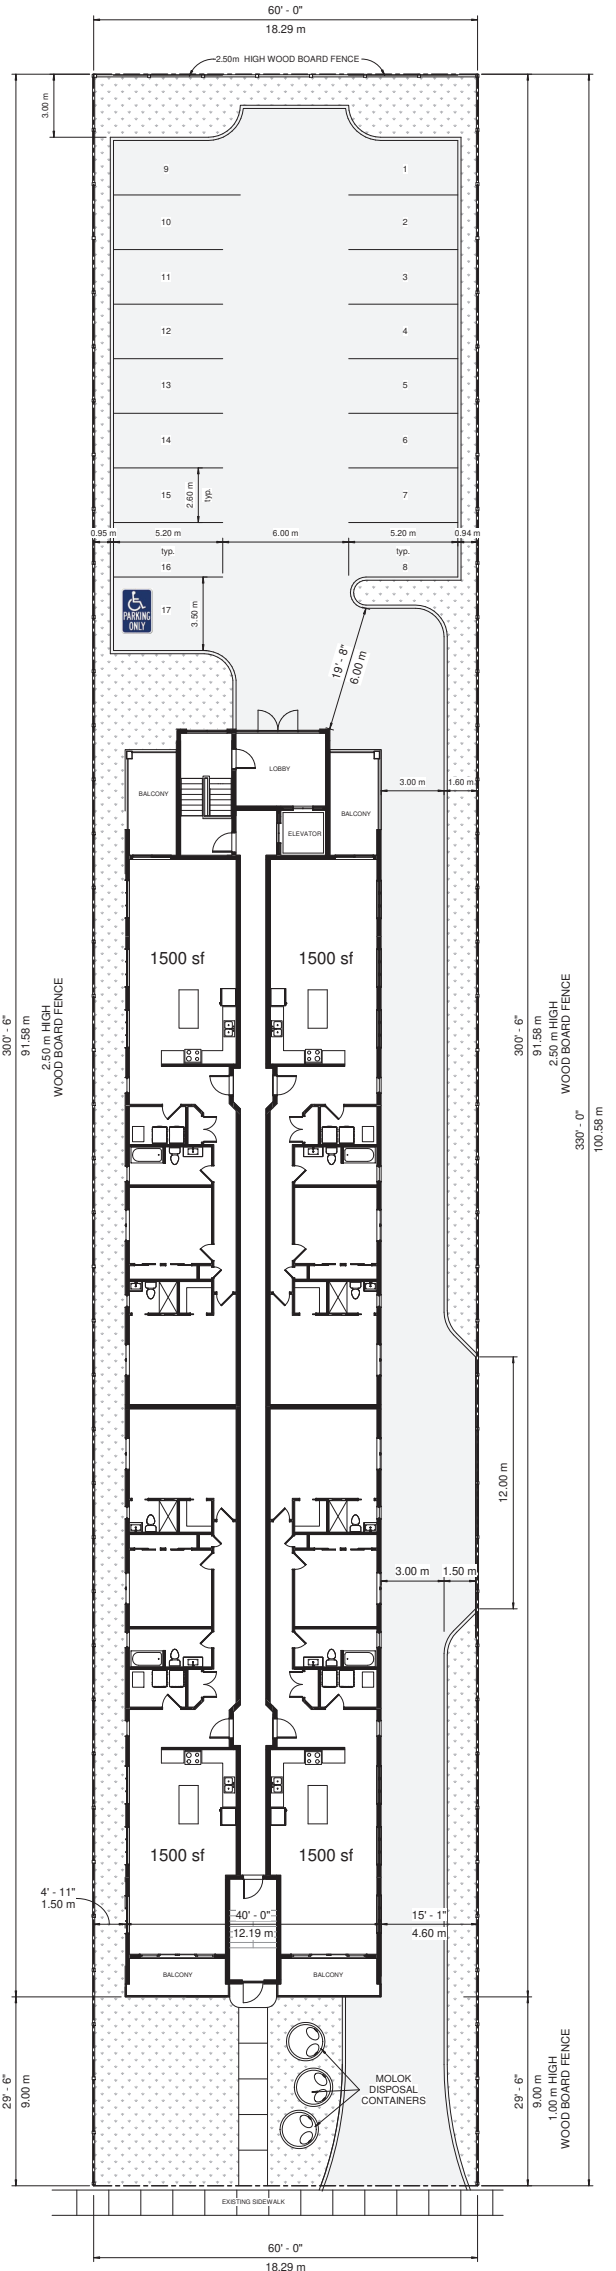 60' - 0"
18.29 m
2.50m HIGH WOOD BOARD FENCE
3.00 m
9
1
10
2
11
3
12
4
13
5
14
6
15
2.60 m
typ.
7
0.95 m
5.20 m
6.00 m
5.20 m
0.94 m
typ.
typ.
16
8
PARKING
ONLY
17
3.50 m
19' - 8"
6.00 m
LOBBY
3.00 m
1.60 m
BALCONY
BALCONY
ELEVATOR
1500 sf
1500 sf
300' - 6"
91.58 m
2.50 m HIGH
WOOD BOARD FENCE
300' - 6"
91.58 m
2.50 m HIGH
WOOD BOARD FENCE
330' - 0"
100.58 m
12.00 m
3.00 m
1.50 m
1500 sf
1500 sf
4' - 11"
1.50 m
40' - 0"
12.19 m
15' - 1"
4.60 m
BALCONY
BALCONY
29' - 6"
9.00 m
MOLOK
DISPOSAL
CONTAINERS
29' - 6"
9.00 m
1.00 m HIGH
WOOD BOARD FENCE
EXISTING SIDEWALK
60' - 0"
18.29 m